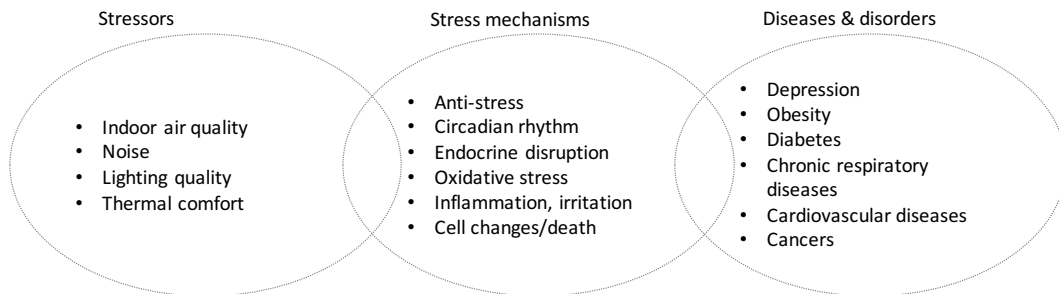 Stressors
• Indoor air quality
• Noise
• Lighting quality
• Thermal comfort
Stress mechanisms
• Anti-stress
• Circadian rhythm
• Endocrine disruption
• Oxidative stress
• Inflammation, irritation
• Cell changes/death
Diseases & disorders
• Depression
• Obesity
• Diabetes
• Chronic respiratory
diseases
• Cardiovascular diseases
• Cancers